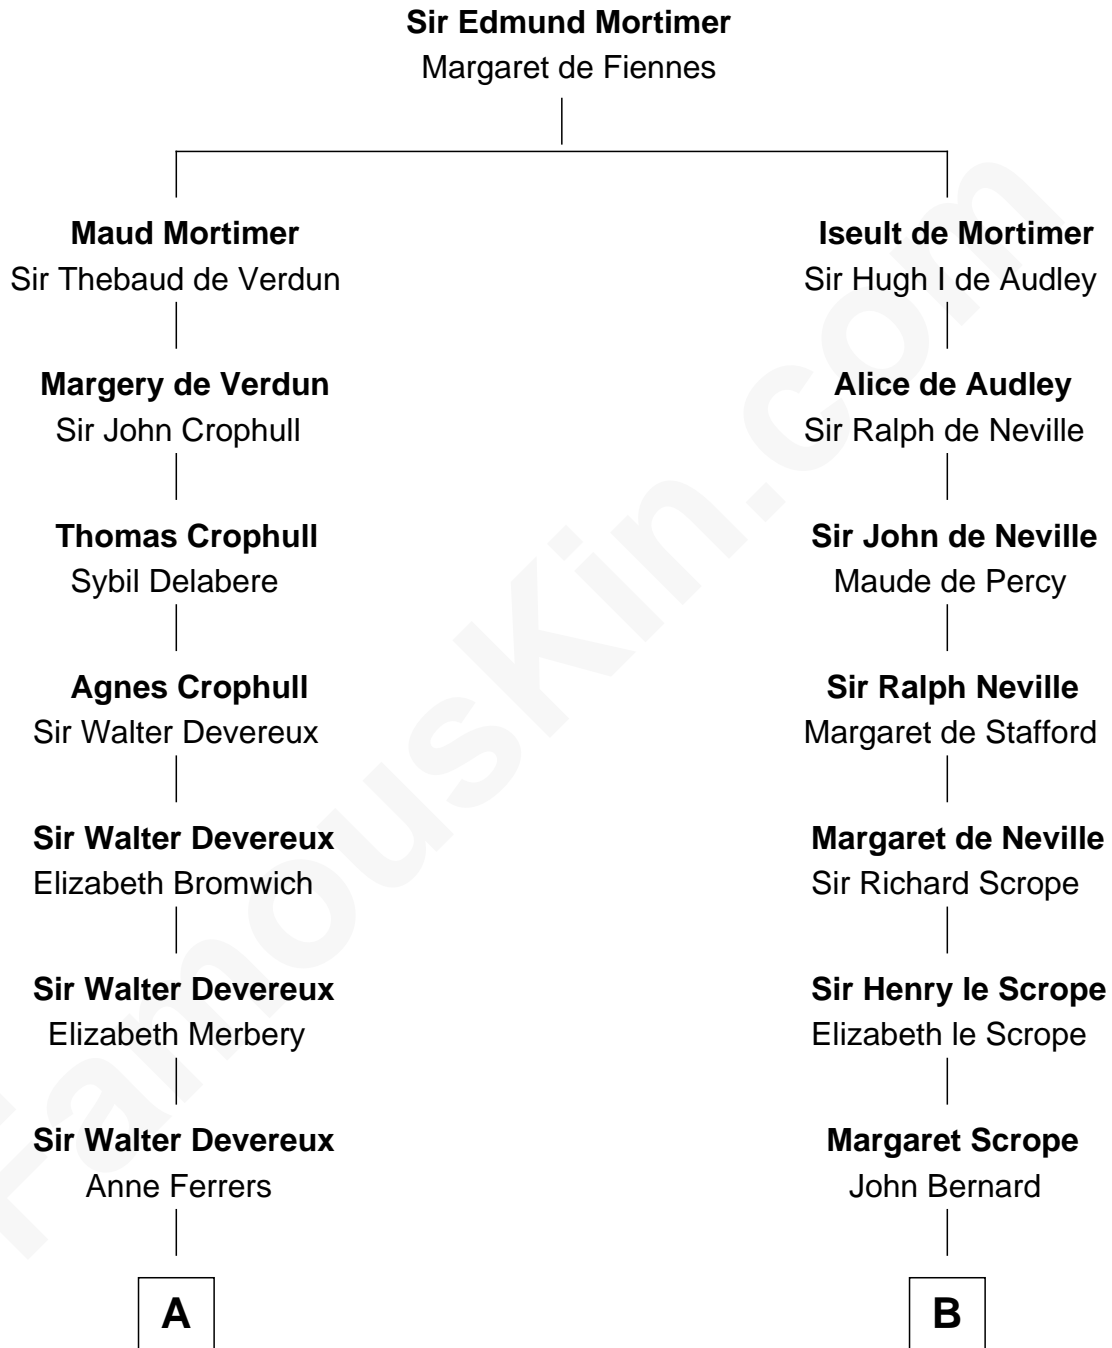 Sir Edmund Mortimer
Margaret de Fiennes
Maud Mortimer
Sir Thebaud de Verdun
Iseult de Mortimer
Sir Hugh I de Audley
Margery de Verdun
Sir John Crophull
Alice de Audley
Sir Ralph de Neville
Thomas Crophull
Sybil Delabere
Sir John de Neville
Maude de Percy
Agnes Crophull
Sir Walter Devereux
Sir Ralph Neville
Margaret de Stafford
Sir Walter Devereux
Elizabeth Bromwich
Margaret de Neville
Sir Richard Scrope
Sir Walter Devereux
Elizabeth Merbery
Sir Henry le Scrope
Elizabeth le Scrope
Sir Walter Devereux
Anne Ferrers
Margaret Scrope
John Bernard
A
B
FamousKin.com